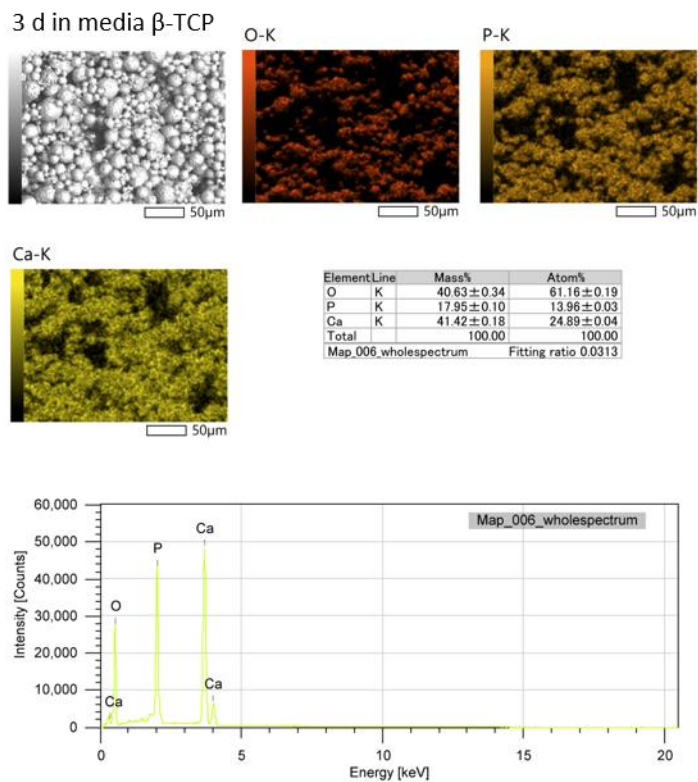 3 d in media β-TCP
O-K
P-K
50μm
50μm
50μm
Ca-K
50μm
Element Line Mass% Atom%
O K 40.63±0.34 61.16±0.19
P K 17.95±0.10 13.96±0.03
Ca K 41.42±0.18 24.89±0.04
Total 100.00 100.00
Map_006_wholespectrum Fitting ratio 0.0313
60,000
50,000
40,000
30,000
20,000
10,000
0
Intensity [Counts]
Map_006_wholespectrum
Ca
O
P
Ca
Ca
0 5 10 15 20
Energy [keV]